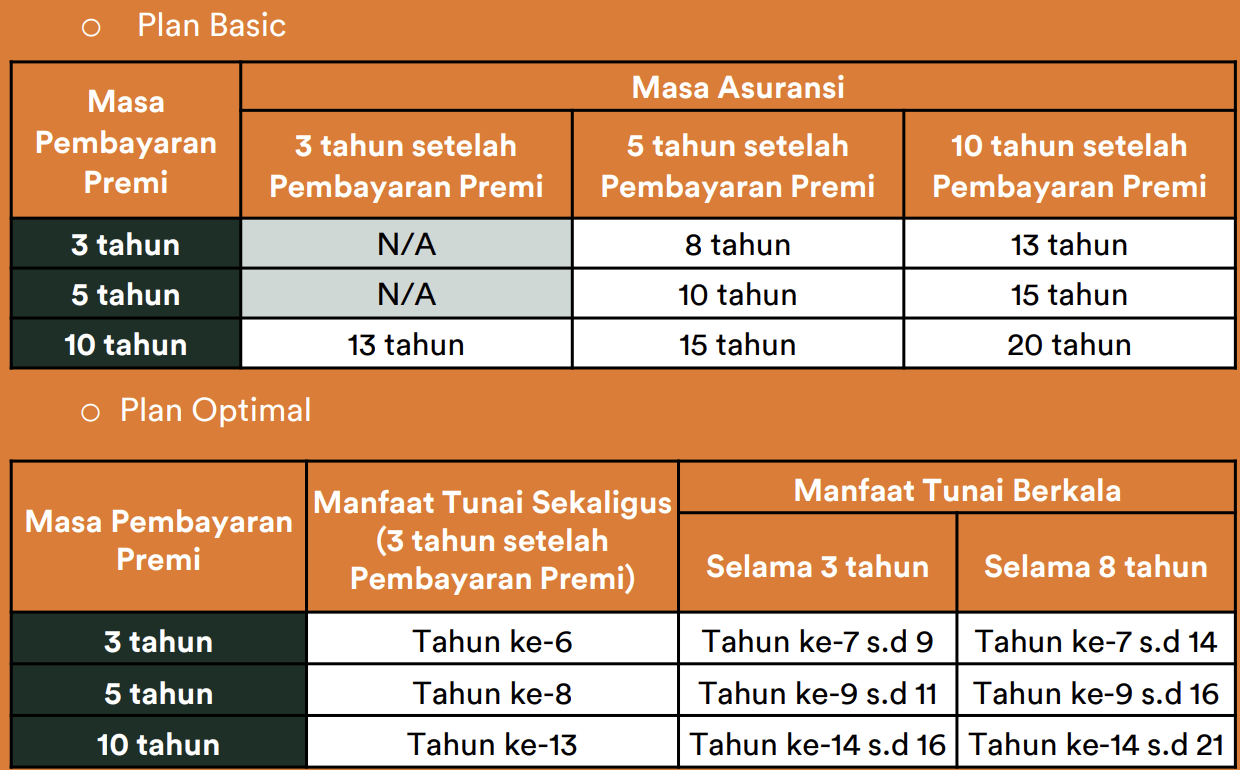 Plan Basic
Masa Pembayaran Premi
Masa Asuransi
3 tahun setelah Pembayaran Premi
5 tahun setelah Pembayaran Premi
10 tahun setelah Pembayaran Premi
3 tahun N/A 8 tahun 13 tahun
5 tahun N/A 10 tahun 15 tahun
10 tahun 13 tahun 15 tahun 20 tahun
Plan Optimal
Masa Pembayaran Premi
Manfaat Tunai Sekaligus (3 tahun setelah Pembayaran Premi)
Manfaat Tunai Berkala
Selama 3 tahun Selama 8 tahun
3 tahun Tahun ke-6 Tahun ke-7 s.d 9 Tahun ke-7 s.d 14
5 tahun Tahun ke-8 Tahun ke-9 s.d 11 Tahun ke-9 s.d 16
10 tahun Tahun ke-13 Tahun ke-14 s.d 16 Tahun ke-14 s.d 21